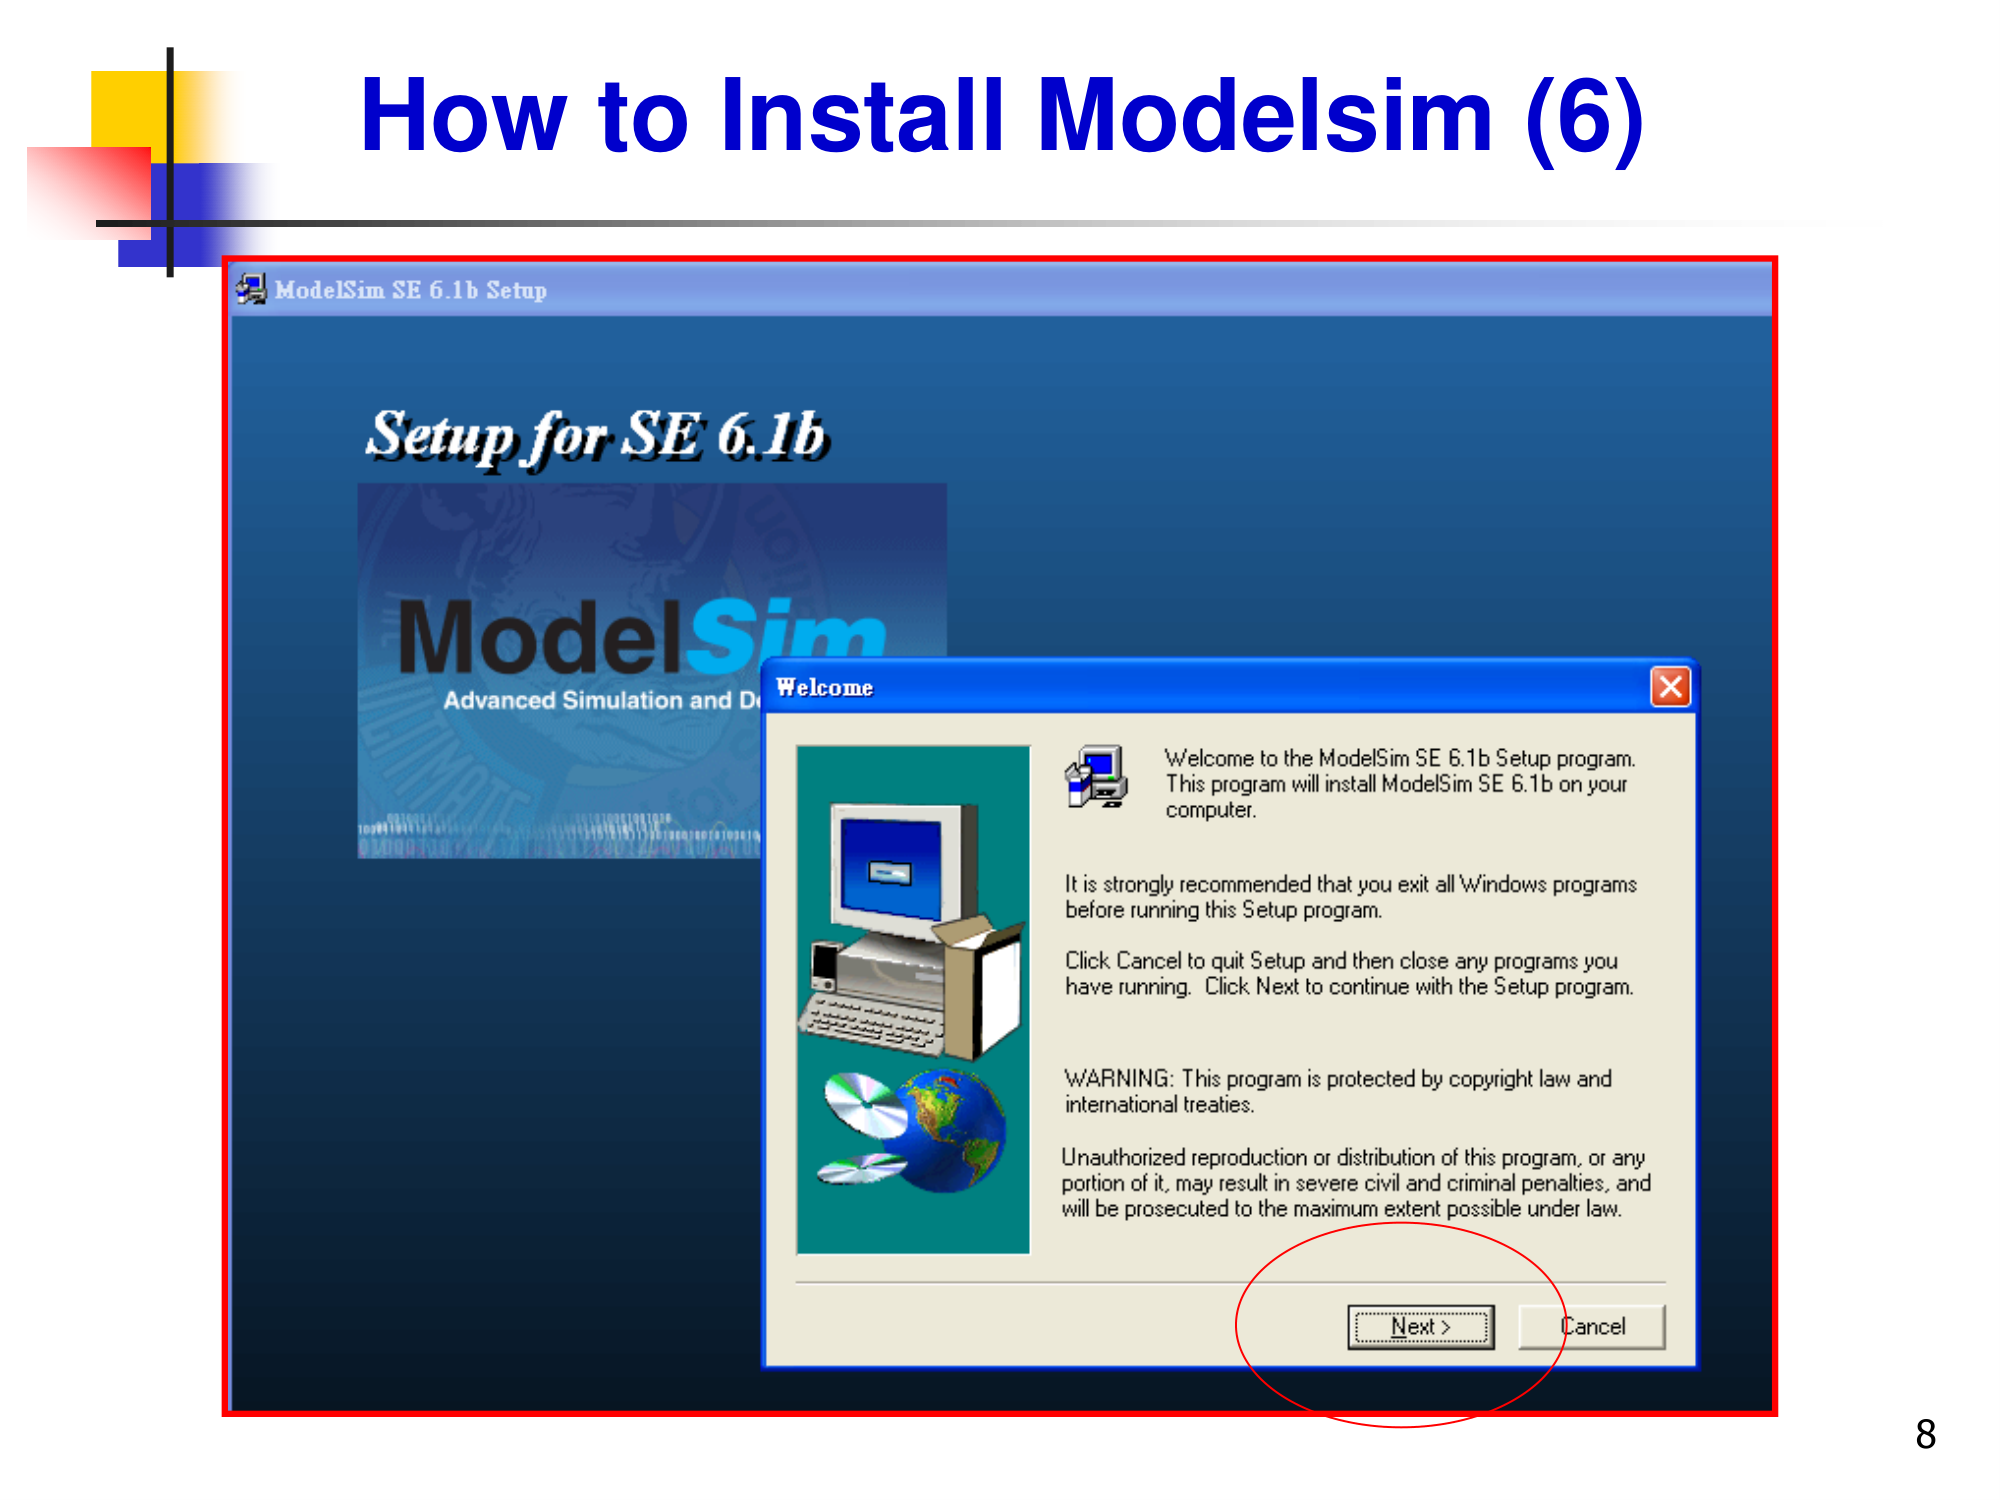 How to Install Modelsim (6)
ModelSim SE 6.1b Setup
Setup for SE 6.1b
ModelSim
Advanced Simulation and
Welcome
Welcome to the ModelSim SE 6.1b Setup program.
This program will install ModelSim SE 6.1b on your
computer.
It is strongly recommended that you exit all Windows programs
before running this Setup program.
Click Cancel to quit Setup and then close any programs you
have running.  Click Next to continue with the Setup program.
WARNING: This program is protected by copyright law and
international treaties.
Unauthorized reproduction or distribution of this program, or any
portion of it, may result in severe civil and criminal penalties, and
will be prosecuted to the maximum extent possible under law.
Next >
Cancel
8